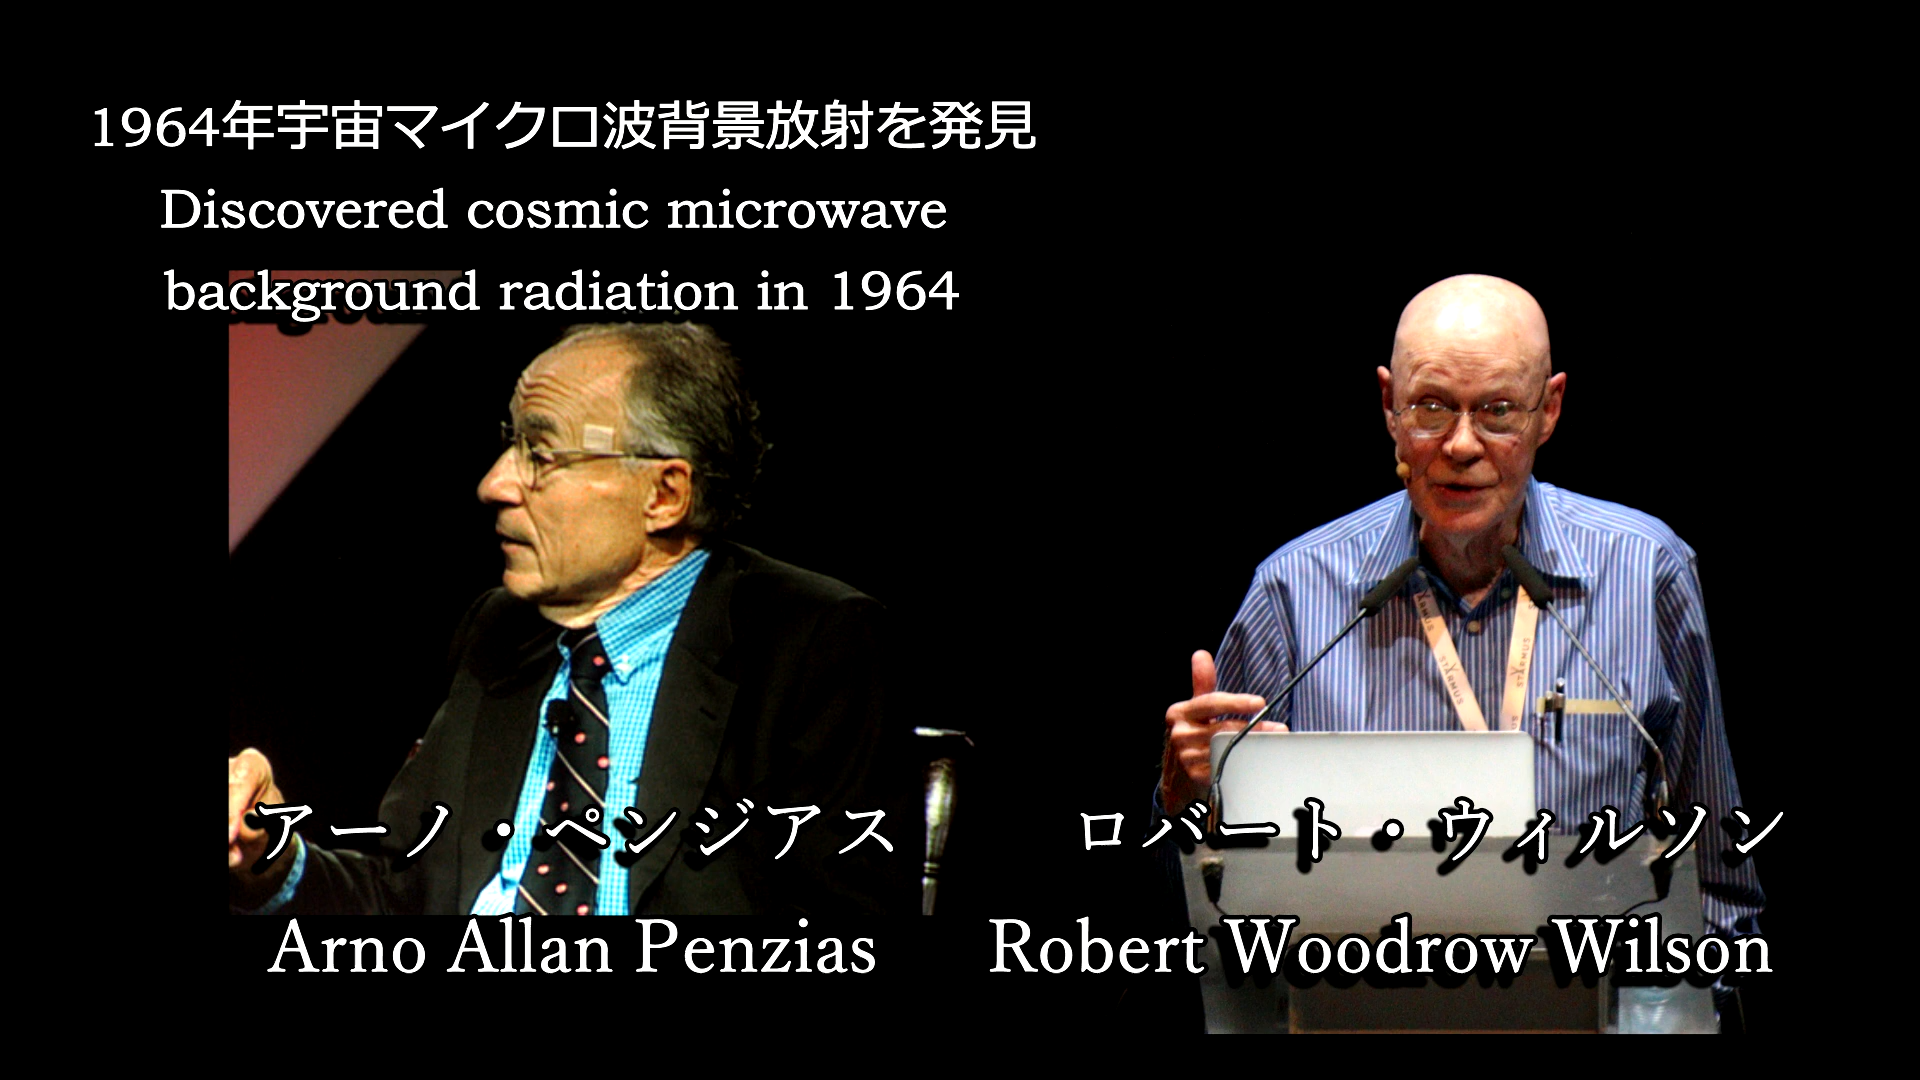 1964年宇宙マイクロ波背景放射を発見
Discovered cosmic microwave
background radiation in 1964
アーノ・ペンジアス
ロバート・ウィルソン
Arno Allan Penzias
Robert Woodrow Wilson
STARMUS
STARMUS